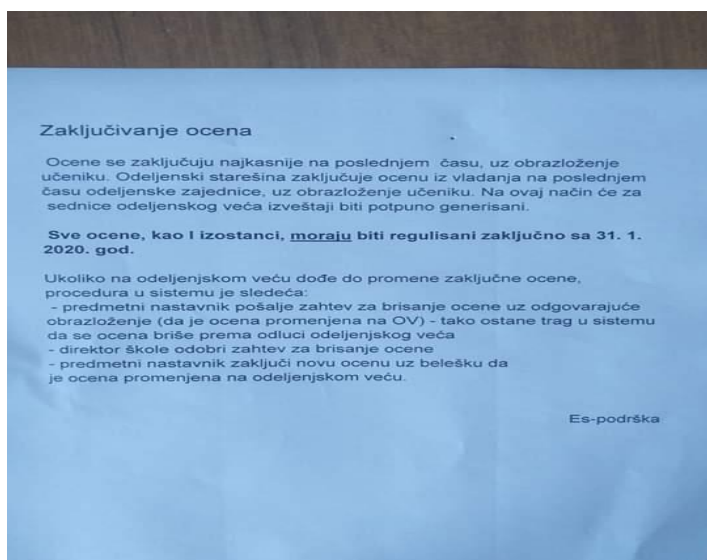 Zaključivanje ocena
Ocene se zaključuju najkasnije na poslednjem času, uz obrazloženje
učeniku. Odeljenski starešina zaključuje ocenu iz vladanja na poslednjem
času odeljenske zajednice, uz obrazloženje učeniku. Na ovaj način će za
sednice odeljenskog veća izveštaji biti potpuno generisani.
Sve ocene, kao I izostanci, moraju biti regulisani zaključno sa 31. 1.
2020. god.
Ukoliko na odeljenjskom veću dođe do promene zaključne ocene,
procedura u sistemu je sledeća:
- predmetni nastavnik pošalje zahtev za brisanje ocene uz odgovarajuće
obrazloženje (da je ocena promenjena na OV) - tako ostane trag u sistemu
da se ocena briše prema odluci odeljenjskog veća
- direktor škole odobri zahtev za brisanje ocene
- predmetni nastavnik zaključi novu ocenu uz belešku da
je ocena promenjena na odeljenjskom veću.
Es-podrška